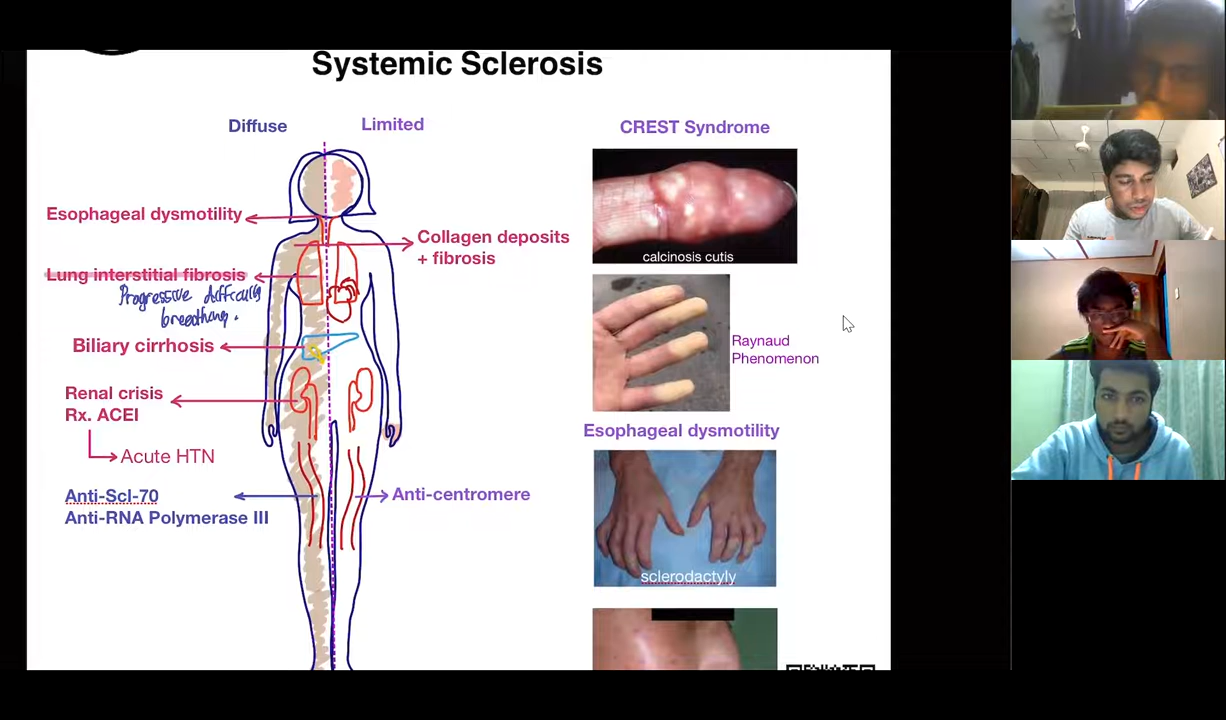 Systemic Sclerosis
Diffuse
Limited
Esophageal dysmotility
Collagen deposits
+ fibrosis
Lung interstitial fibrosis
Progressive difficulty
breathing.
Biliary cirrhosis
Renal crisis
Rx. ACEI
Acute HTN
Anti-Scl-70
Anti-RNA Polymerase III
Anti-centromere
CREST Syndrome
calcinosis cutis
Raynaud
Phenomenon
Esophageal dysmotility
sclerodactyly